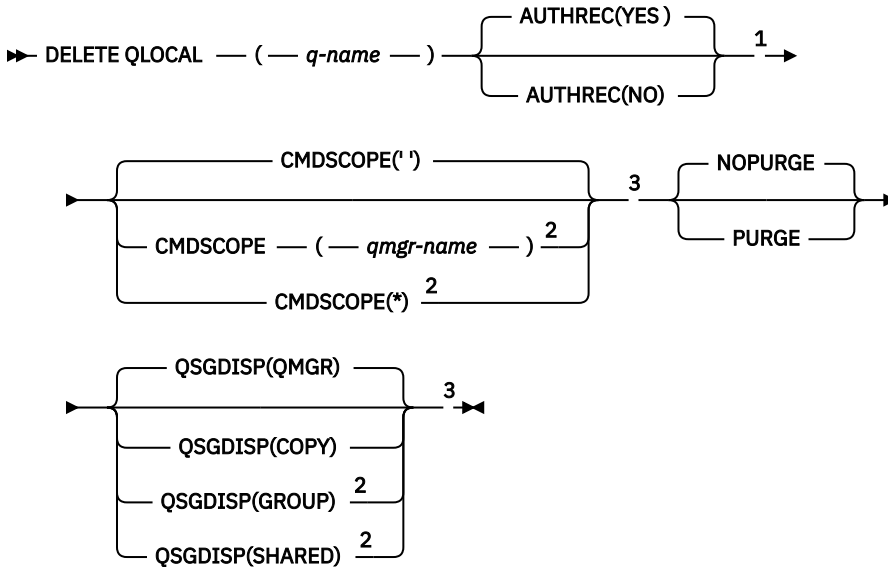 AUTHREC(YES )
DELETE QLOCAL ( q-name ) 1
AUTHREC(NO)
CMDSCOPE(' ') NOPURGE
3
CMDSCOPE ( qmgr-name ) 2 PURGE
CMDSCOPE(*) 2
QSGDISP(QMGR)
3
QSGDISP(COPY)
QSGDISP(GROUP) 2
QSGDISP(SHARED) 2